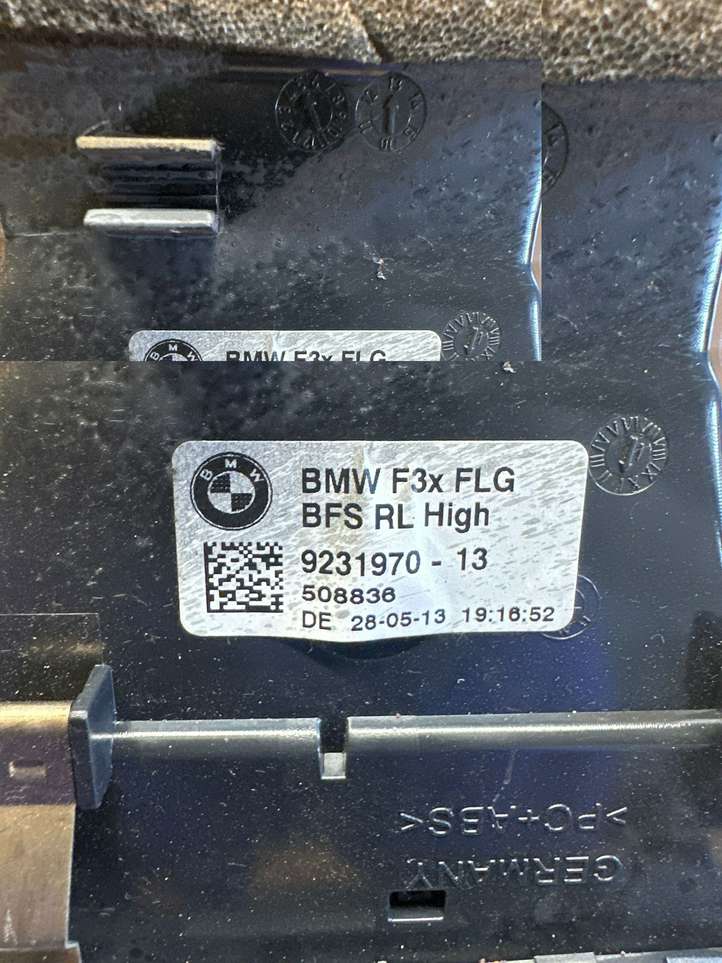 BMW F3x FLG
BMW
BMW F3x FLG
BFS RL High
9231970 - 13
508836
DE 28-05-13 19:16:52
>PC+ABS<
GERMANY